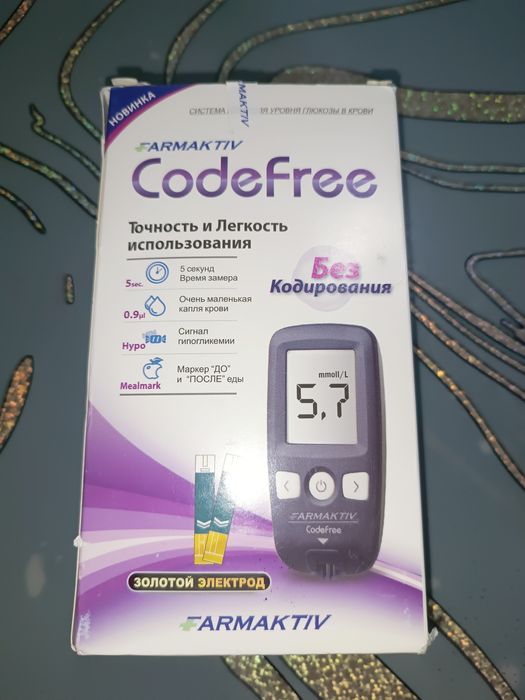 НОВИНКА
СИСТЕМА УРОВНЯ ГЛЮКОЗЫ В КРОВИ
FARMAKTIV
CodeFree
Точность и Легкость
использования
5sec.
5 секунд
Время замера
0.9µl
Очень маленькая
капля крови
Hypo
Сигнал
гипогликемии
Mealmark
Маркер "ДО"
и "ПОСЛЕ" еды
Без
Кодирования
mmoll/L
5,7
FARMAKTIV
CodeFree
ЗОЛОТОЙ ЭЛЕКТРОД
FARMAKTIV